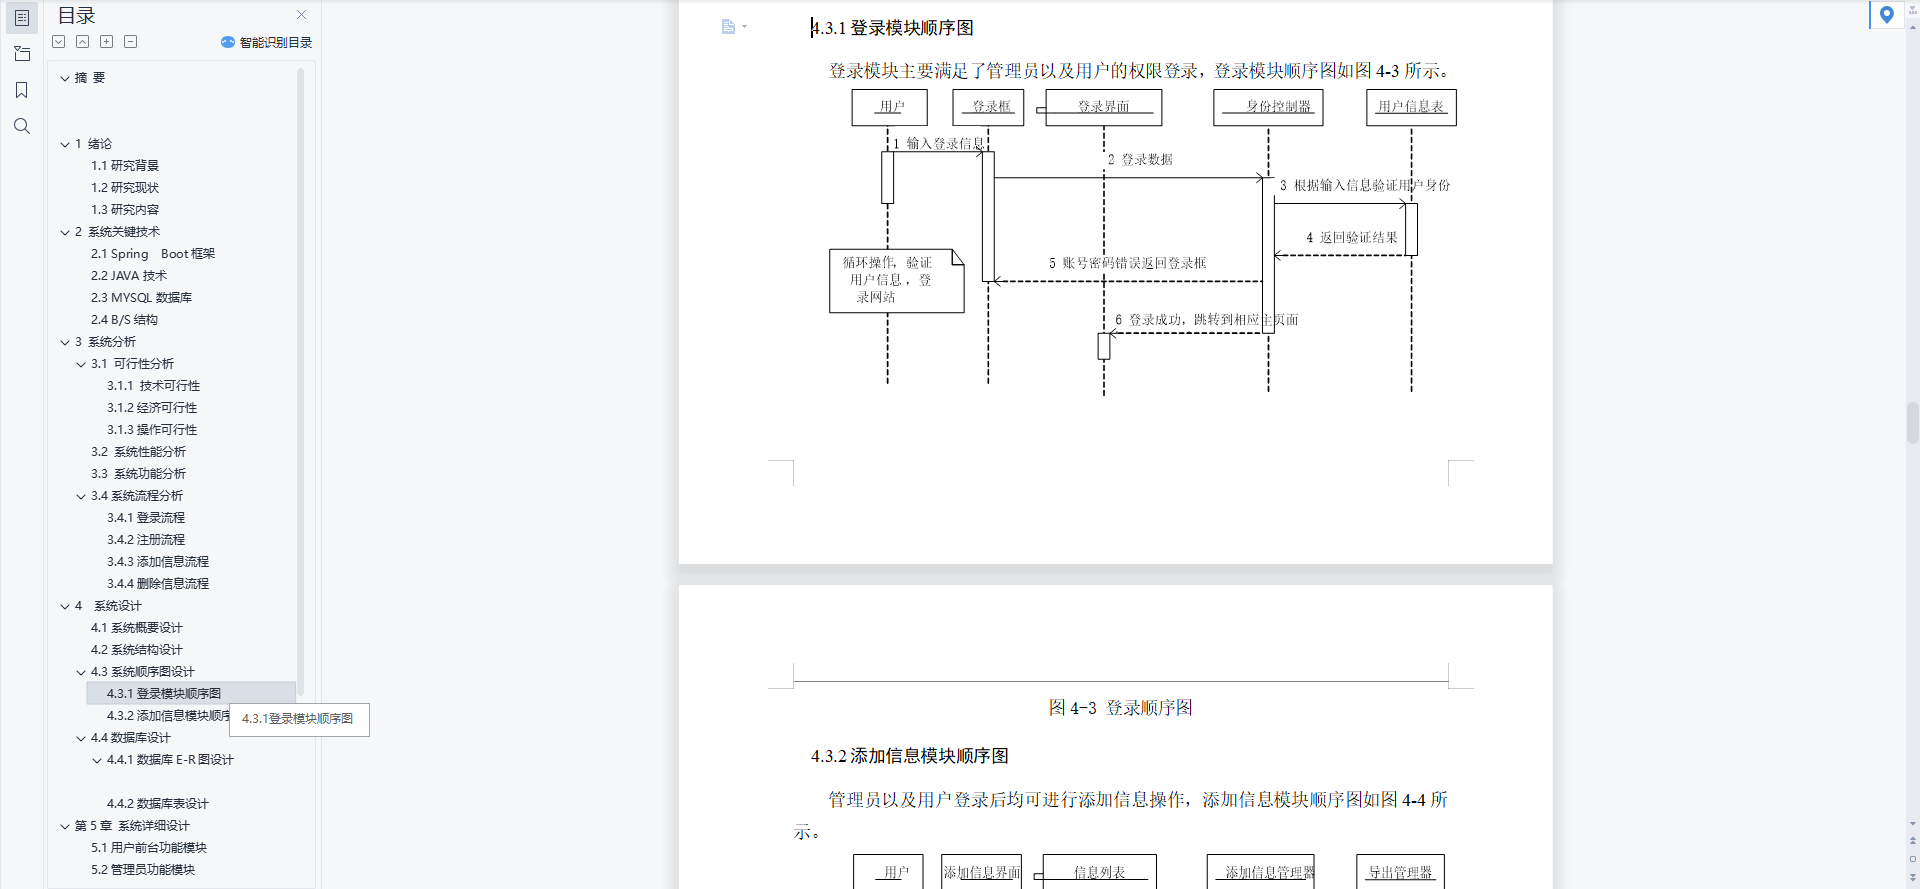 目录
智能识别目录
摘 要
1 绪论
1.1 研究背景
1.2 研究现状
1.3 研究内容
2 系统关键技术
2.1 Spring Boot 框架
2.2 JAVA 技术
2.3 MYSQL 数据库
2.4 B/S 结构
3 系统分析
3.1 可行性分析
3.1.1 技术可行性
3.1.2 经济可行性
3.1.3 操作可行性
3.2 系统性能分析
3.3 系统功能分析
3.4 系统流程分析
3.4.1 登录流程
3.4.2 注册流程
3.4.3 添加信息流程
3.4.4 删除信息流程
4 系统设计
4.1 系统概要设计
4.2 系统结构设计
4.3 系统顺序图设计
4.3.1 登录模块顺序图
4.3.2 添加信息模块顺序
4.3.1登录模块顺序图
4.4 数据库设计
4.4.1 数据库 E-R 图设计
4.4.2 数据库表设计
第 5 章 系统详细设计
5.1 用户前台功能模块
5.2 管理员功能模块
4.3.1 登录模块顺序图
登录模块主要满足了管理员以及用户的权限登录，登录模块顺序图如图 4-3 所示。
用户
登录框
登录界面
身份控制器
用户信息表
1 输入登录信息
2 登录数据
3 根据输入信息验证用户身份
4 返回验证结果
5 账号密码错误返回登录框
循环操作，验证
用户信息，登
录网站
6 登录成功，跳转到相应主页面
图 4-3 登录顺序图
4.3.2 添加信息模块顺序图
管理员以及用户登录后均可进行添加信息操作，添加信息模块顺序图如图 4-4 所
示。
用户
添加信息界面
信息列表
添加信息管理器
导出管理器